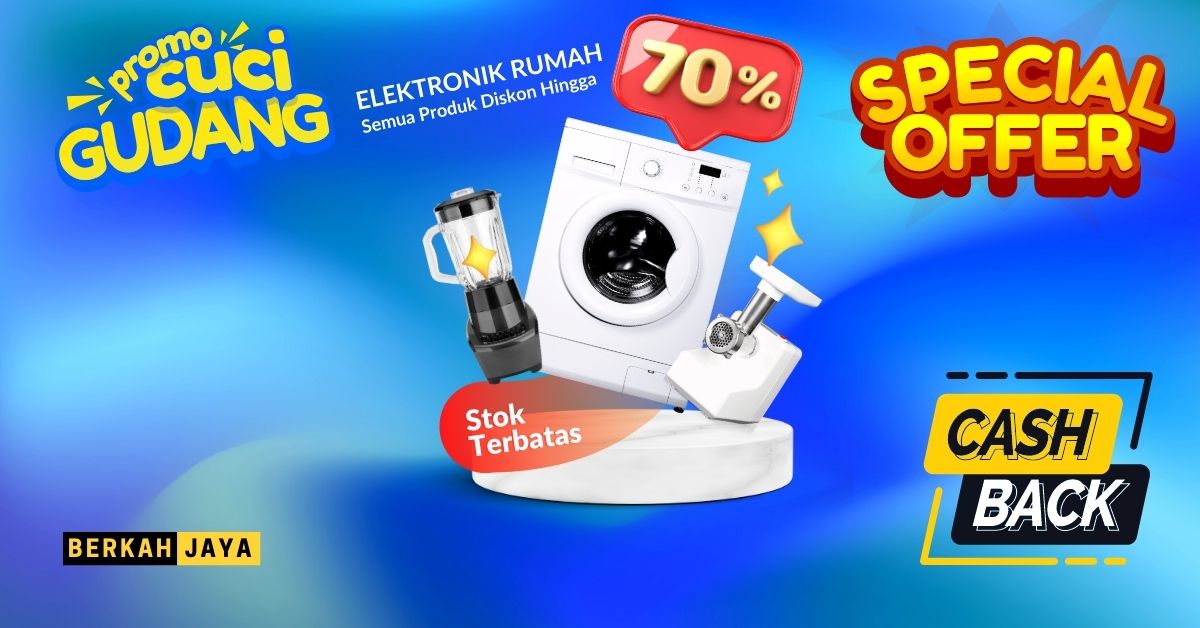 promo
cuci
GUDANG
ELEKTRONIK RUMAH
Semua Produk Diskon Hingga
70%
SPECIAL
OFFER
Stok
Terbatas
CASH
BACK
BERKAH JAYA